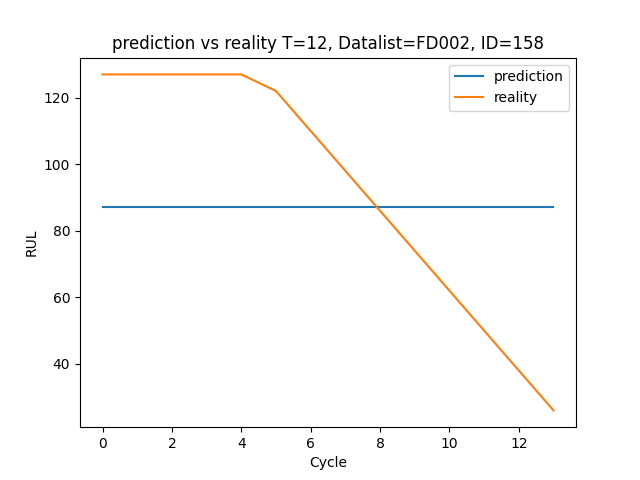 prediction vs reality T=12, Datalist=FD002, ID=158
prediction
reality
RUL
120
100
80
60
40
0 2 4 6 8 10 12
Cycle